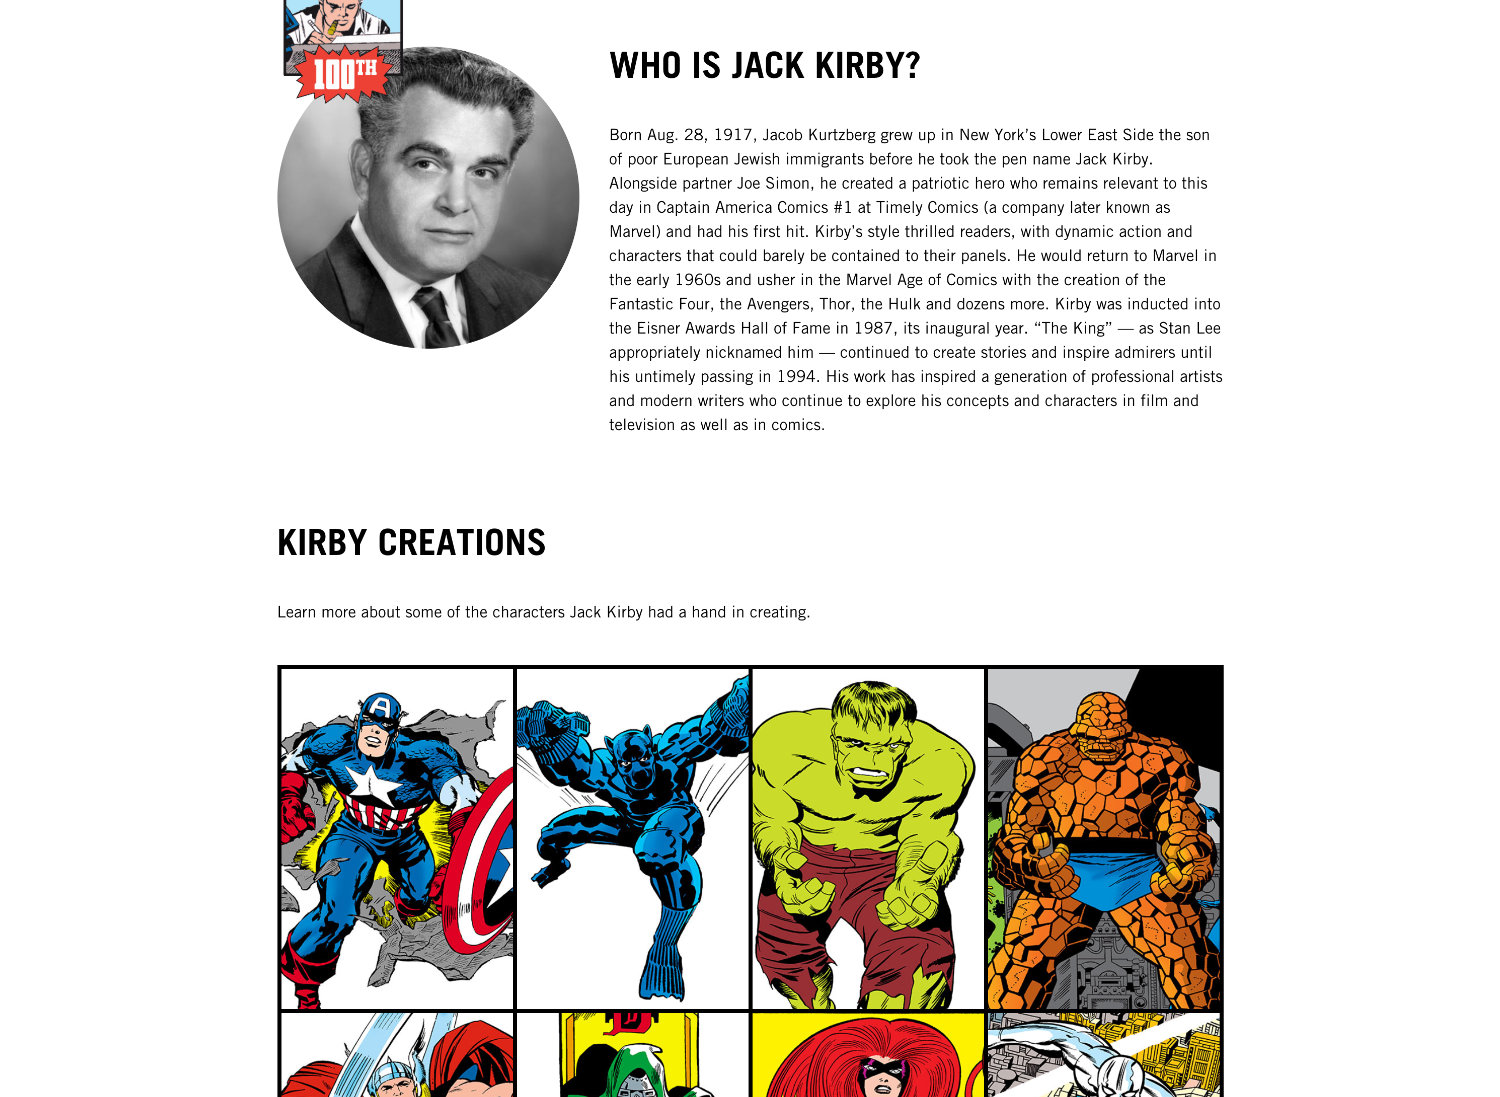 100TH
WHO IS JACK KIRBY?
Born Aug. 28, 1917, Jacob Kurtzberg grew up in New York’s Lower East Side the son
of poor European Jewish immigrants before he took the pen name Jack Kirby.
Alongside partner Joe Simon, he created a patriotic hero who remains relevant to this
day in Captain America Comics #1 at Timely Comics (a company later known as
Marvel) and had his first hit. Kirby’s style thrilled readers, with dynamic action and
characters that could barely be contained to their panels. He would return to Marvel in
the early 1960s and usher in the Marvel Age of Comics with the creation of the
Fantastic Four, the Avengers, Thor, the Hulk and dozens more. Kirby was inducted into
the Eisner Awards Hall of Fame in 1987, its inaugural year. “The King” — as Stan Lee
appropriately nicknamed him — continued to create stories and inspire admirers until
his untimely passing in 1994. His work has inspired a generation of professional artists
and modern writers who continue to explore his concepts and characters in film and
television as well as in comics.
KIRBY CREATIONS
Learn more about some of the characters Jack Kirby had a hand in creating.
A
D